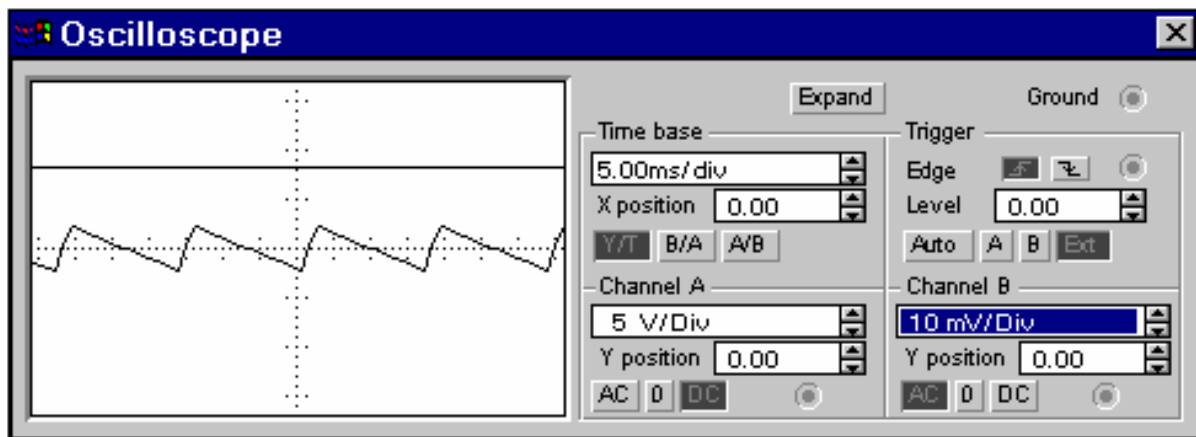 Oscilloscope
Expand
Ground
Time base
5.00ms/div
X position 0.00
Y/T B/A A/B
Trigger
Edge
Level 0.00
Auto A B Ext
Channel A
5 V/Div
Y position 0.00
AC 0 DC
Channel B
10 mV/Div
Y position 0.00
AC 0 DC